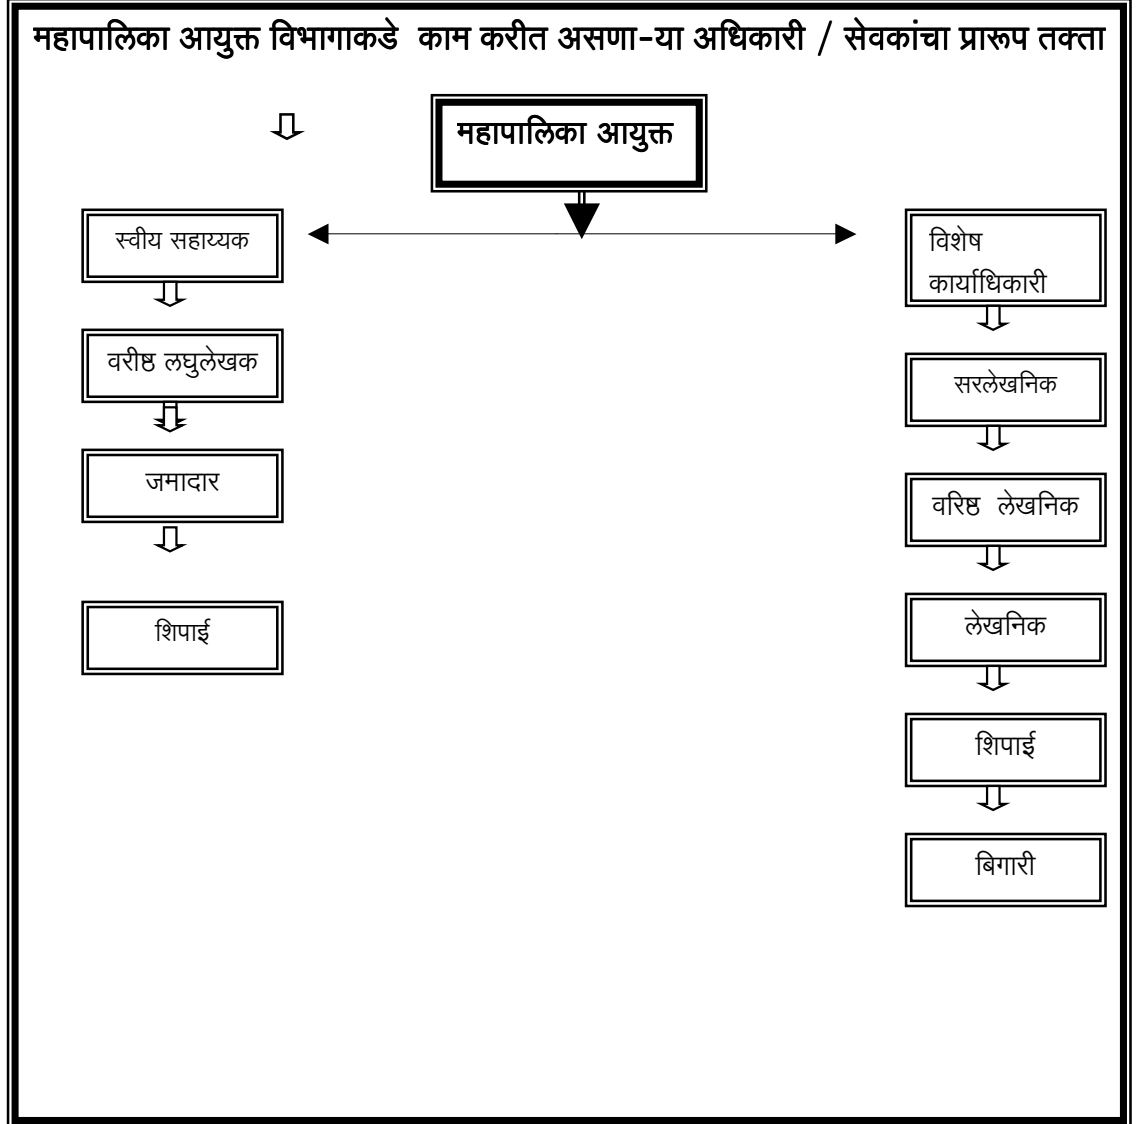 महापालिका आयुक्त विभागाकडे काम करीत असणा-या अधिकारी / सेवकांचा प्रारूप तक्ता
महापालिका आयुक्त
स्वीय सहाय्यक
वरीष्ठ लघुलेखक
जमादार
शिपाई
विशेष
कार्याधिकारी
सरलेखनिक
वरिष्ठ लेखनिक
लेखनिक
शिपाई
बिगारी